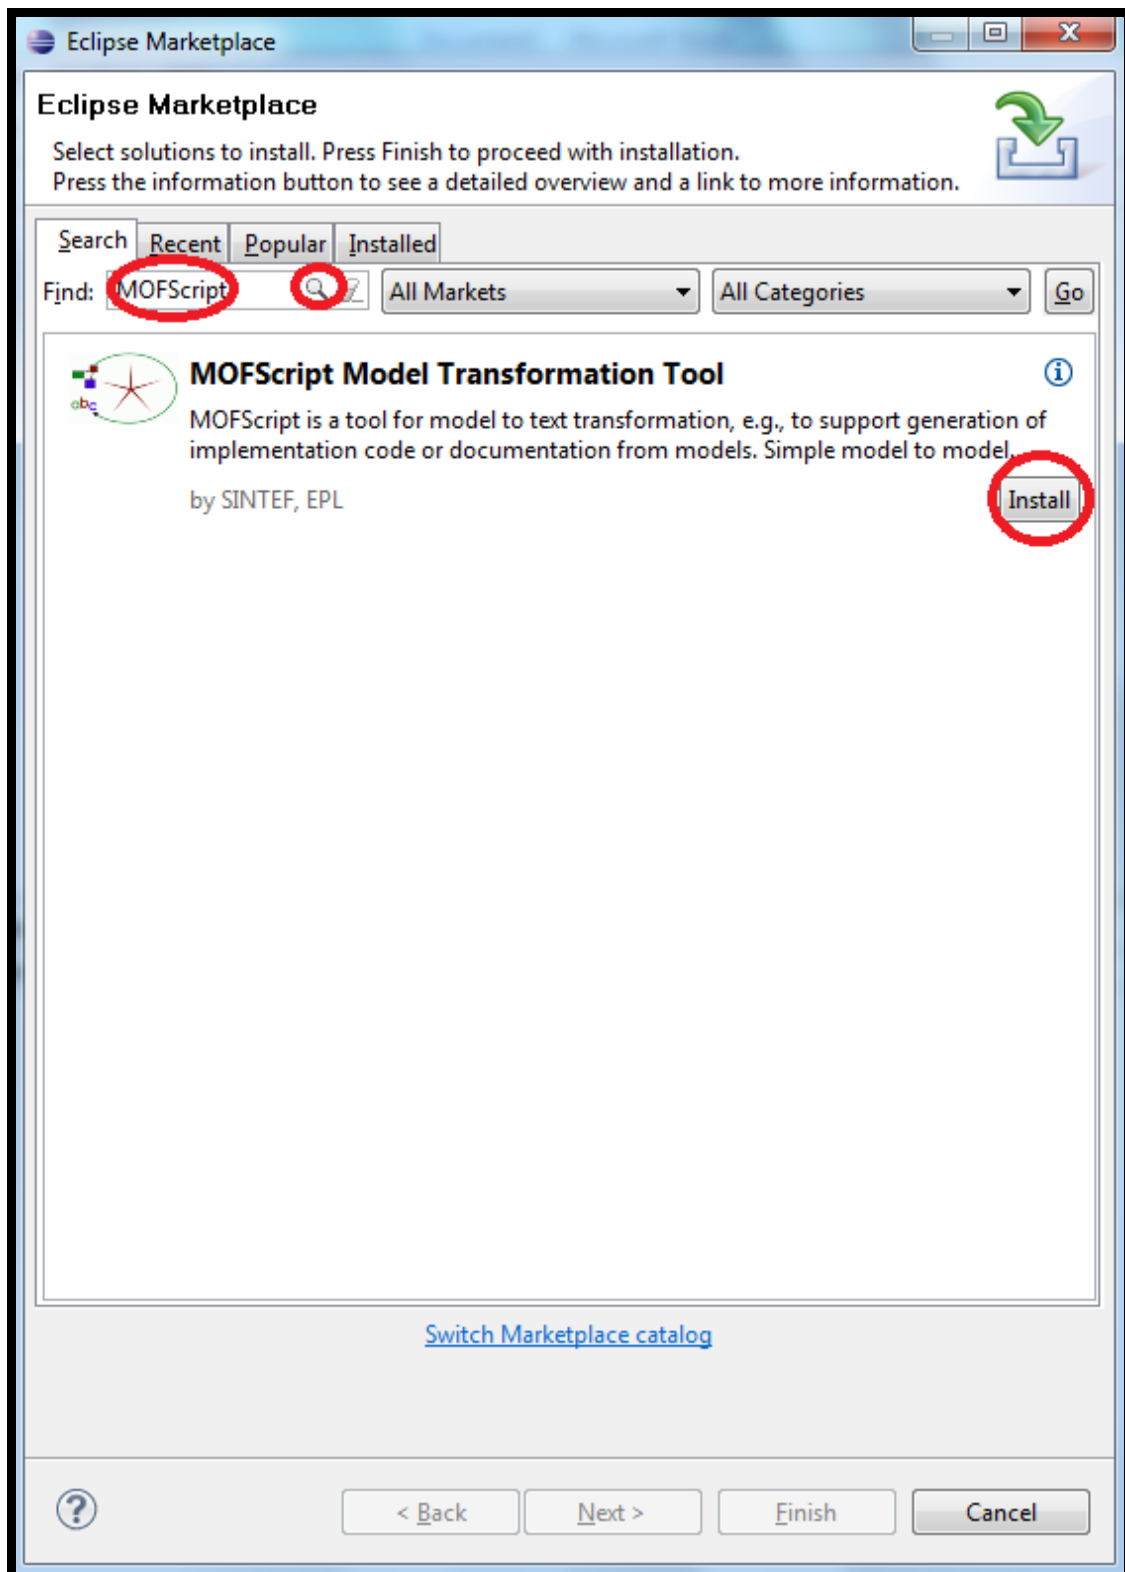 Eclipse Marketplace
Eclipse Marketplace
Select solutions to install. Press Finish to proceed with installation.
Press the information button to see a detailed overview and a link to more information.
Search Recent Popular Installed
Find: MOFScript All Markets All Categories Go
MOFScript Model Transformation Tool
abc
MOFScript is a tool for model to text transformation, e.g., to support generation of
implementation code or documentation from models. Simple model to model...
by SINTEF, EPL
Install
Switch Marketplace catalog
< Back Next > Finish Cancel